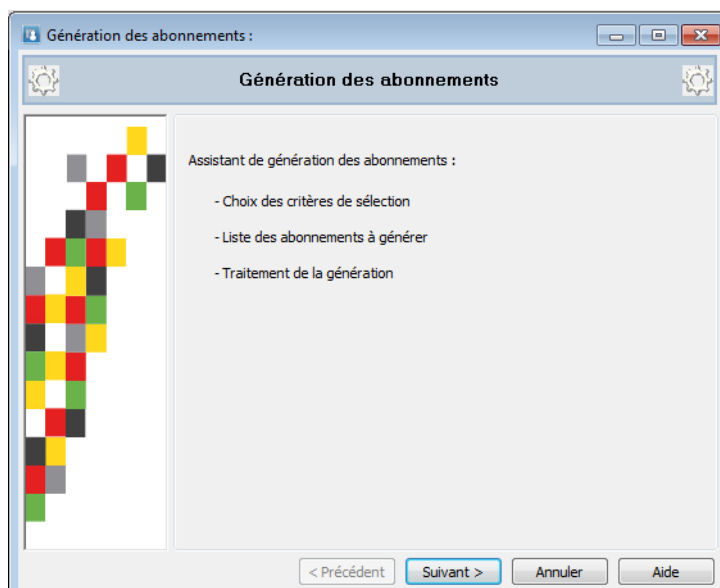 Génération des abonnements :
Génération des abonnements
Assistant de génération des abonnements :
- Choix des critères de sélection
- Liste des abonnements à générer
- Traitement de la génération
< Précédent Suivant > Annuler Aide